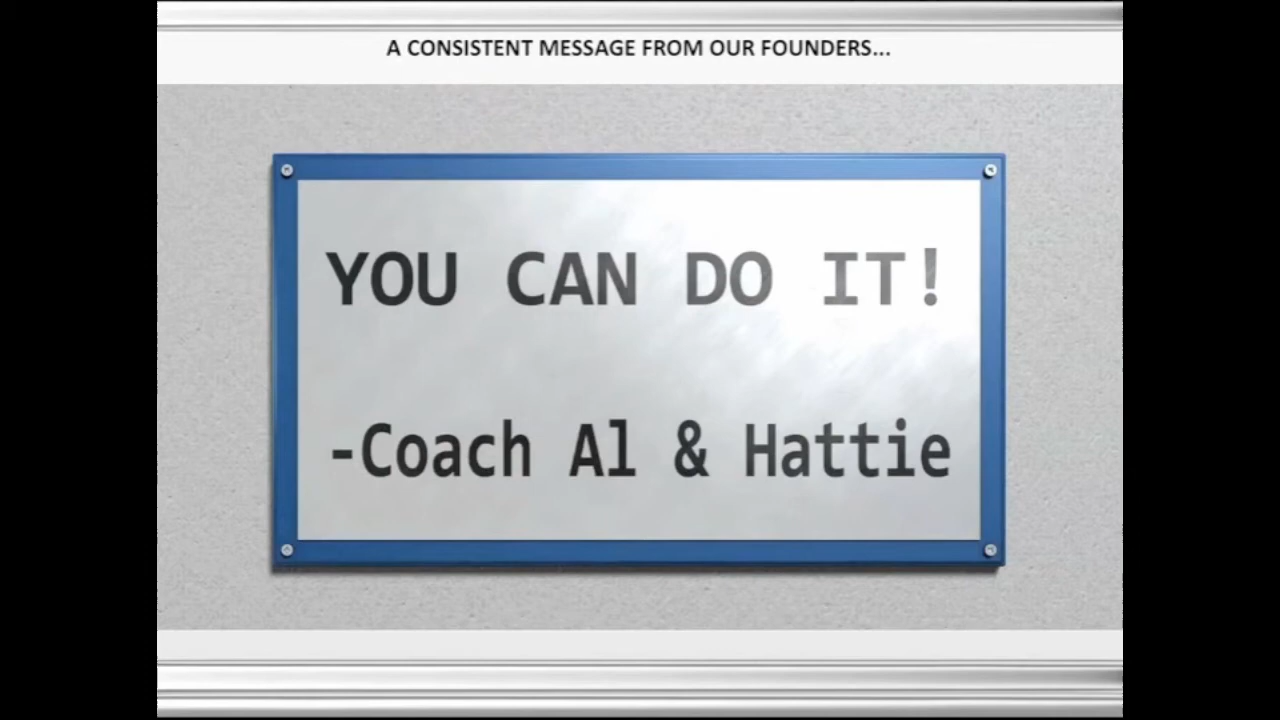 A CONSISTENT MESSAGE FROM OUR FOUNDERS...
YOU CAN DO IT!
-Coach Al & Hattie